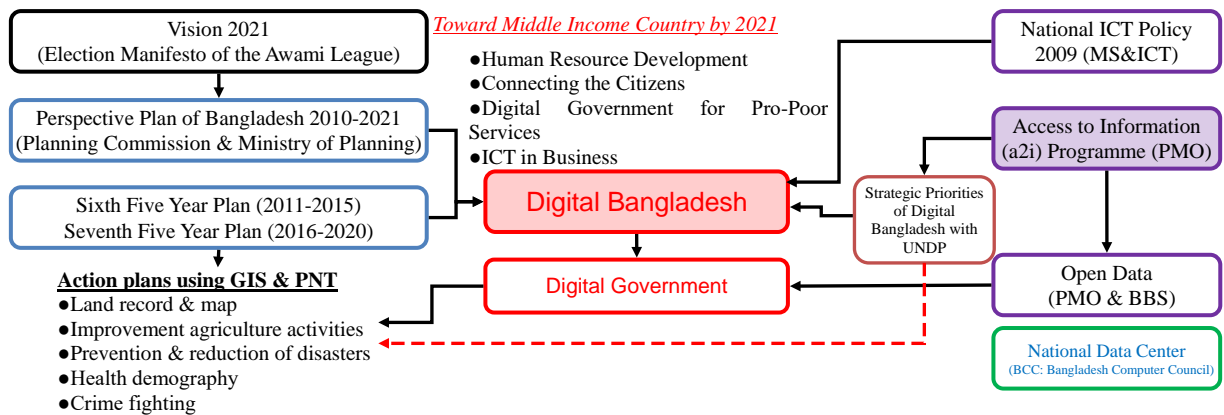 Vision 2021
(Election Manifesto of the Awami League)
Perspective Plan of Bangladesh 2010-2021
(Planning Commission & Ministry of Planning)
Sixth Five Year Plan (2011-2015)
Seventh Five Year Plan (2016-2020)
Action plans using GIS & PNT
●Land record & map
●Improvement agriculture activities
●Prevention & reduction of disasters
●Health demography
●Crime fighting
Toward Middle Income Country by 2021
●Human Resource Development
●Connecting the Citizens
●Digital Government for Pro-Poor
Services
●ICT in Business
Digital Bangladesh
Digital Government
Strategic Priorities
of Digital
Bangladesh with
UNDP
National ICT Policy
2009 (MS&ICT)
Access to Information
(a2i) Programme (PMO)
Open Data
(PMO & BBS)
National Data Center
(BCC: Bangladesh Computer Council)